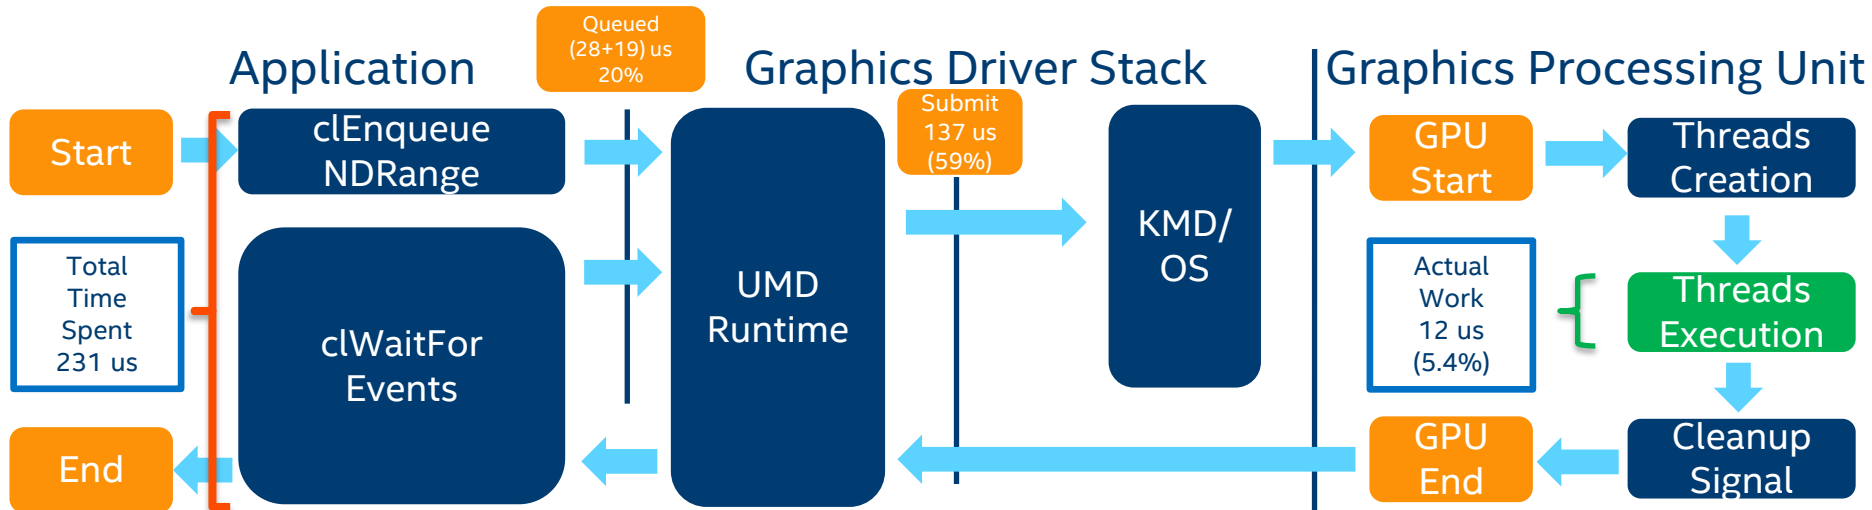 Application
Queued
(28+19) us
20%
Graphics Driver Stack
Graphics Processing Unit
Start
clEnqueue
NDRange
Submit
137 us
(59%)
GPU
Start
Threads
Creation
Total
Time
Spent
231 us
clWaitFor
Events
UMD
Runtime
KMD/
OS
Actual
Work
12 us
(5.4%)
Threads
Execution
End
GPU
End
Cleanup
Signal